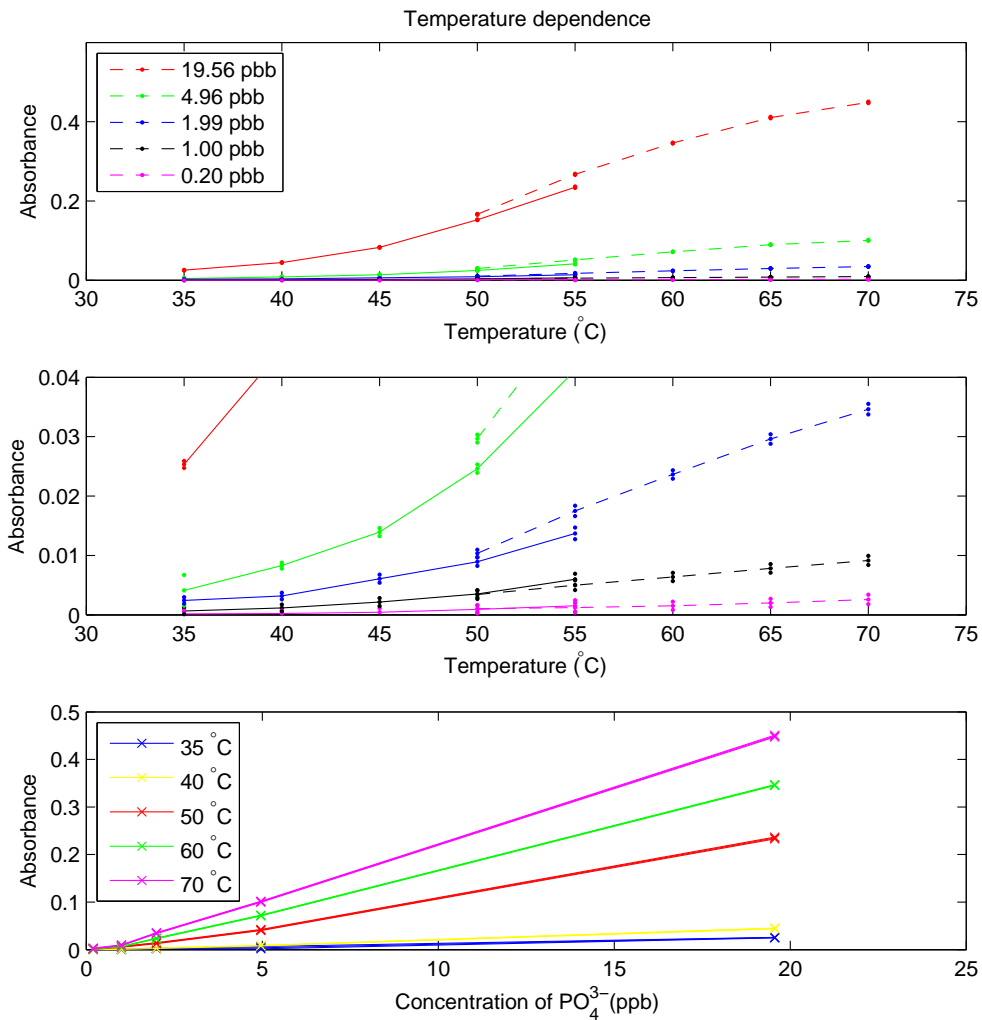 Temperature dependence
Absorbance
0.4
0.2
0
19.56 pbb
4.96 pbb
1.99 pbb
1.00 pbb
0.20 pbb
30 35 40 45 50 55 60 65 70 75
Temperature (°C)
Absorbance
0.04
0.03
0.02
0.01
0
30 35 40 45 50 55 60 65 70 75
Temperature (°C)
Absorbance
0.5
0.4
0.3
0.2
0.1
0
35 °C
40 °C
50 °C
60 °C
70 °C
0 5 10 15 20 25
Concentration of PO₄³⁻(ppb)